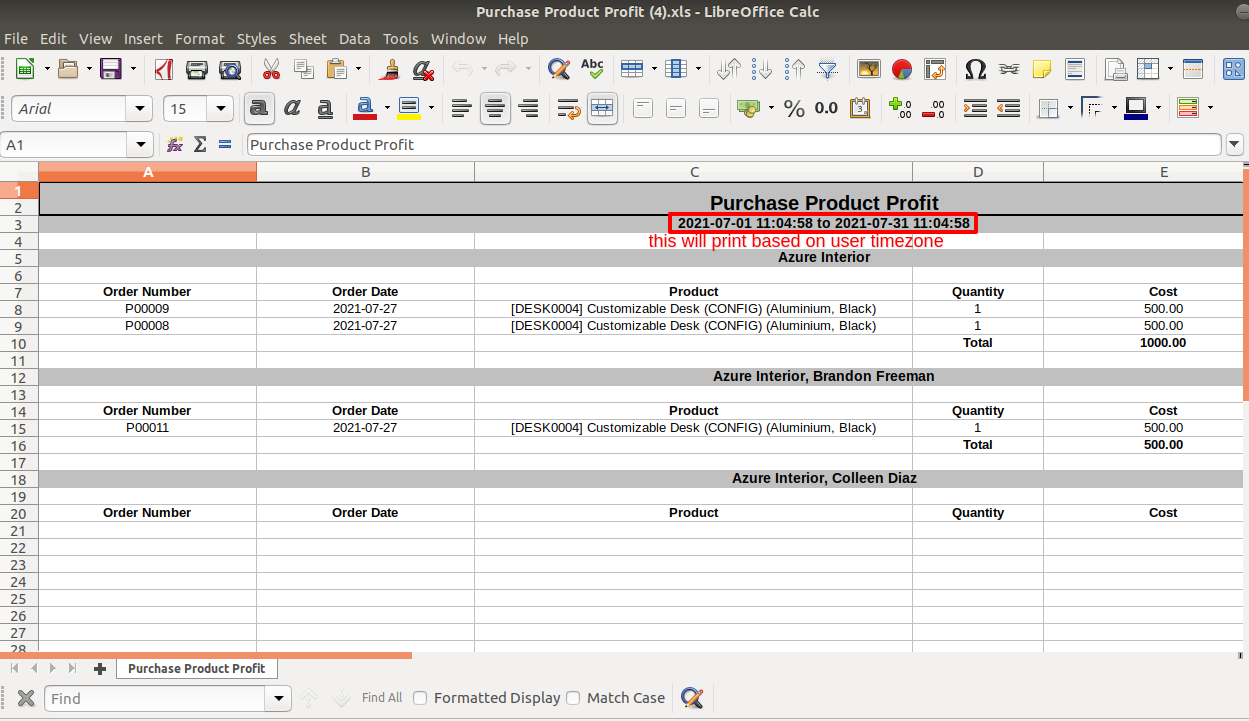 Purchase Product Profit (4).xls - LibreOffice Calc
File Edit View Insert Format Styles Sheet Data Tools Window Help
Abc
Arial 15 a a a a % 0.0 3 .00 .00
A1 fx Σ = Purchase Product Profit
A B C D E
1
2 Purchase Product Profit
3 2021-07-01 11:04:58 to 2021-07-31 11:04:58
4 this will print based on user timezone
5 Azure Interior
6
7 Order Number Order Date Product Quantity Cost
8 P00009 2021-07-27 [DESK0004] Customizable Desk (CONFIG) (Aluminium, Black) 1 500.00
9 P00008 2021-07-27 [DESK0004] Customizable Desk (CONFIG) (Aluminium, Black) 1 500.00
10 Total 1000.00
11
12 Azure Interior, Brandon Freeman
13
14 Order Number Order Date Product Quantity Cost
15 P00011 2021-07-27 [DESK0004] Customizable Desk (CONFIG) (Aluminium, Black) 1 500.00
16 Total 500.00
17
18 Azure Interior, Colleen Diaz
19
20 Order Number Order Date Product Quantity Cost
21
22
23
24
25
26
27
28
Purchase Product Profit
Find Find All Formatted Display Match Case